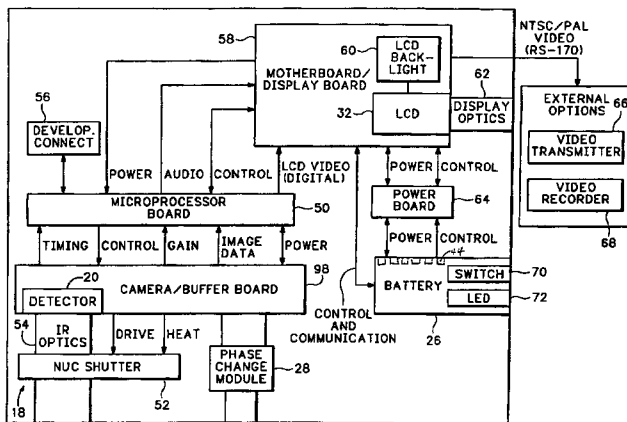 NTSC/PAL
VIDEO
(RS-170)
58
60
LCD
BACK-
LIGHT
MOTHERBOARD/
DISPLAY BOARD
32
LCD
62
DISPLAY
OPTICS
EXTERNAL
OPTIONS
66
VIDEO
TRANSMITTER
VIDEO
RECORDER
68
56
DEVELOP.
CONNECT
POWER
AUDIO
CONTROL
LCD VIDEO
(DIGITAL)
POWER
CONTROL
MICROPROCESSOR
BOARD
50
POWER
BOARD
64
TIMING
CONTROL
GAIN
IMAGE
DATA
POWER
POWER
CONTROL
44
20
DETECTOR
CAMERA/BUFFER BOARD
98
BATTERY
SWITCH
70
LED
72
26
54
IR
OPTICS
DRIVE
HEAT
CONTROL
AND
COMMUNICATION
NUC SHUTTER
52
PHASE
CHANGE
MODULE
28
18